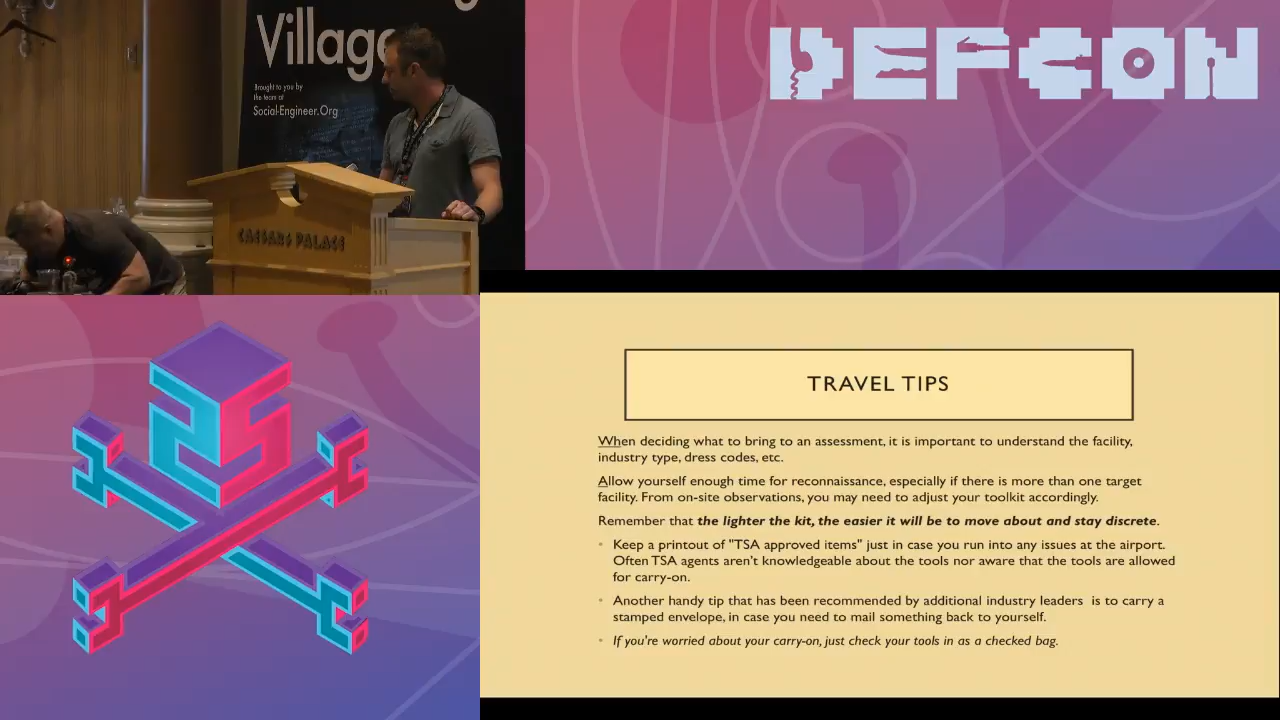 Village
Brought to you by
the team at
Social-Engineer.Org
CAESARS PALACE
DEFCON
TRAVEL TIPS
When deciding what to bring to an assessment, it is important to understand the facility,
industry type, dress codes, etc.
Allow yourself enough time for reconnaissance, especially if there is more than one target
facility. From on-site observations, you may need to adjust your toolkit accordingly.
Remember that the lighter the kit, the easier it will be to move about and stay discrete.
• Keep a printout of "TSA approved items" just in case you run into any issues at the airport.
Often TSA agents aren't knowledgeable about the tools nor aware that the tools are allowed
for carry-on.
• Another handy tip that has been recommended by additional industry leaders is to carry a
stamped envelope, in case you need to mail something back to yourself.
• If you're worried about your carry-on, just check your tools in as a checked bag.